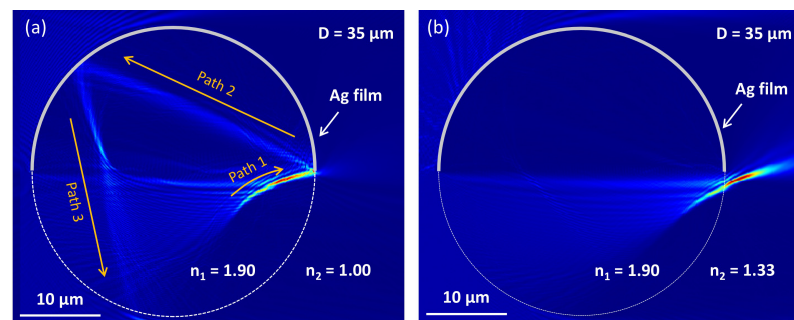 (a)
D = 35 µm
Path 2
Ag film
Path 1
Path 3
n₁ = 1.90
n₂ = 1.00
10 µm
(b)
D = 35 µm
Ag film
n₁ = 1.90
n₂ = 1.33
10 µm